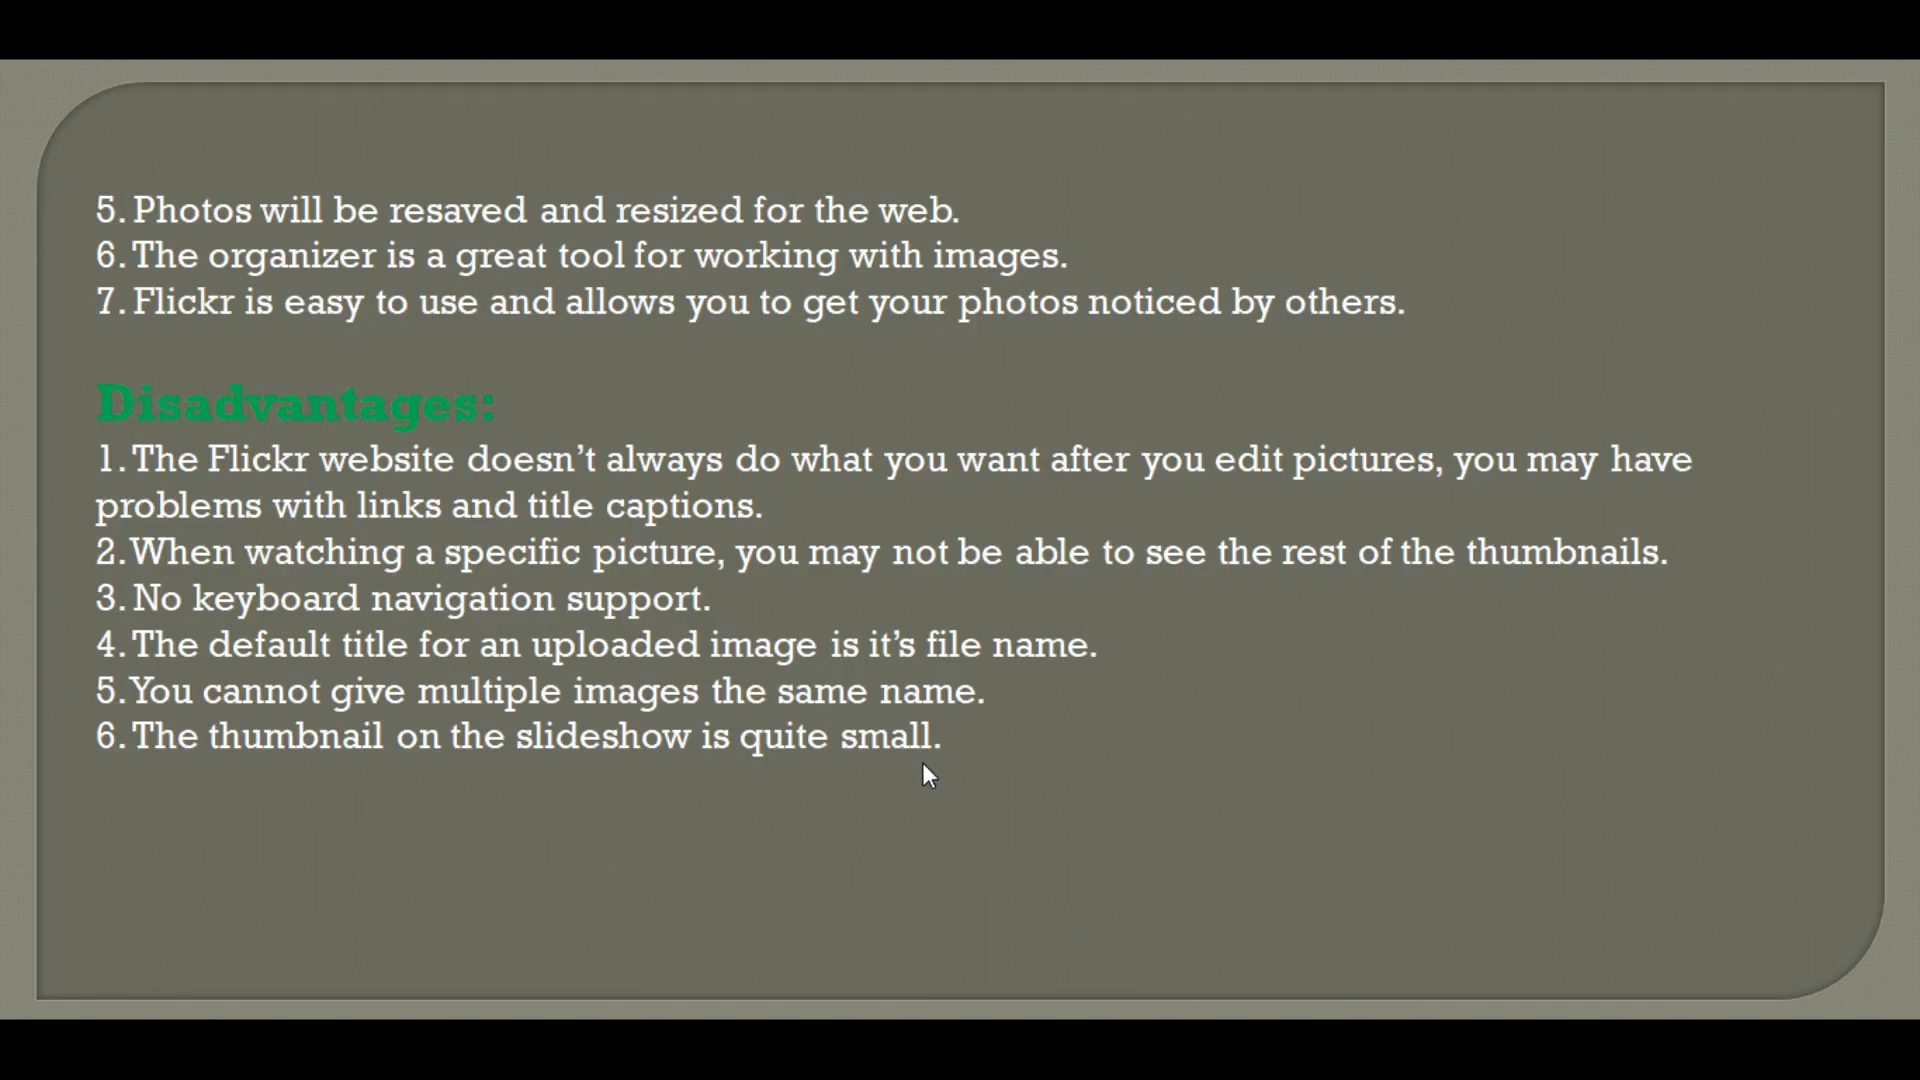 5. Photos will be resaved and resized for the web.
6. The organizer is a great tool for working with images.
7. Flickr is easy to use and allows you to get your photos noticed by others.
Disadvantages:
1. The Flickr website doesn’t always do what you want after you edit pictures, you may have
problems with links and title captions.
2. When watching a specific picture, you may not be able to see the rest of the thumbnails.
3. No keyboard navigation support.
4. The default title for an uploaded image is it’s file name.
5. You cannot give multiple images the same name.
6. The thumbnail on the slideshow is quite small.